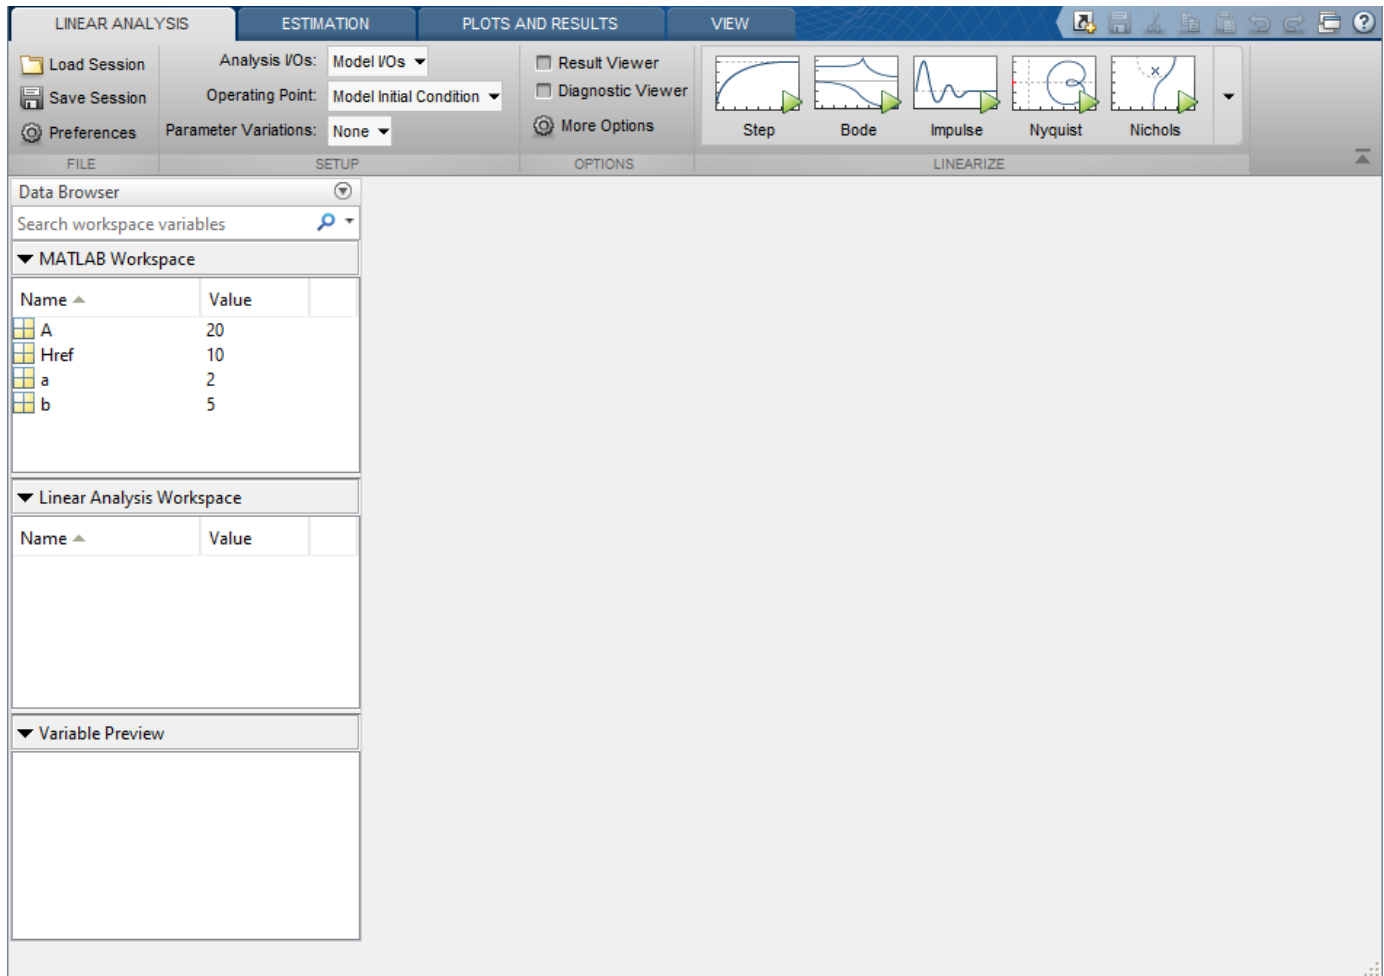 LINEAR ANALYSIS
ESTIMATION
PLOTS AND RESULTS
VIEW
Load Session
Save Session
Preferences
FILE
Analysis I/Os: Model I/Os
Operating Point: Model Initial Condition
Parameter Variations: None
SETUP
Result Viewer
Diagnostic Viewer
More Options
OPTIONS
Step
Bode
Impulse
Nyquist
Nichols
LINEARIZE
Data Browser
Search workspace variables
MATLAB Workspace
Name Value
A 20
Href 10
a 2
b 5
Linear Analysis Workspace
Name Value
Variable Preview